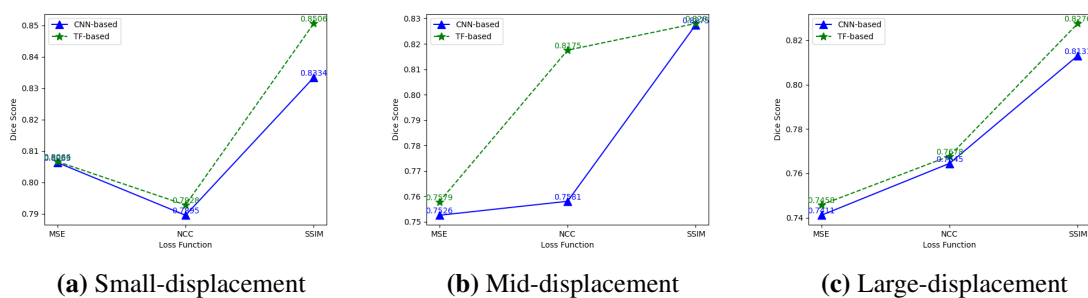 CNN-based
TF-based
0.85
0.84
0.83
0.82
0.81
0.80
0.79
Dice Score
0.8506
0.8334
0.7928
0.7895
MSE
NCC
SSIM
Loss Function
(a) Small-displacement
CNN-based
TF-based
0.83
0.82
0.81
0.80
0.79
0.78
0.77
0.76
0.75
Dice Score
0.8175
0.7579
0.7526
0.7581
MSE
NCC
SSIM
Loss Function
(b) Mid-displacement
CNN-based
TF-based
0.82
0.80
0.78
0.76
0.74
Dice Score
0.7678
0.7645
0.7458
0.7411
MSE
NCC
SSIM
Loss Function
(c) Large-displacement